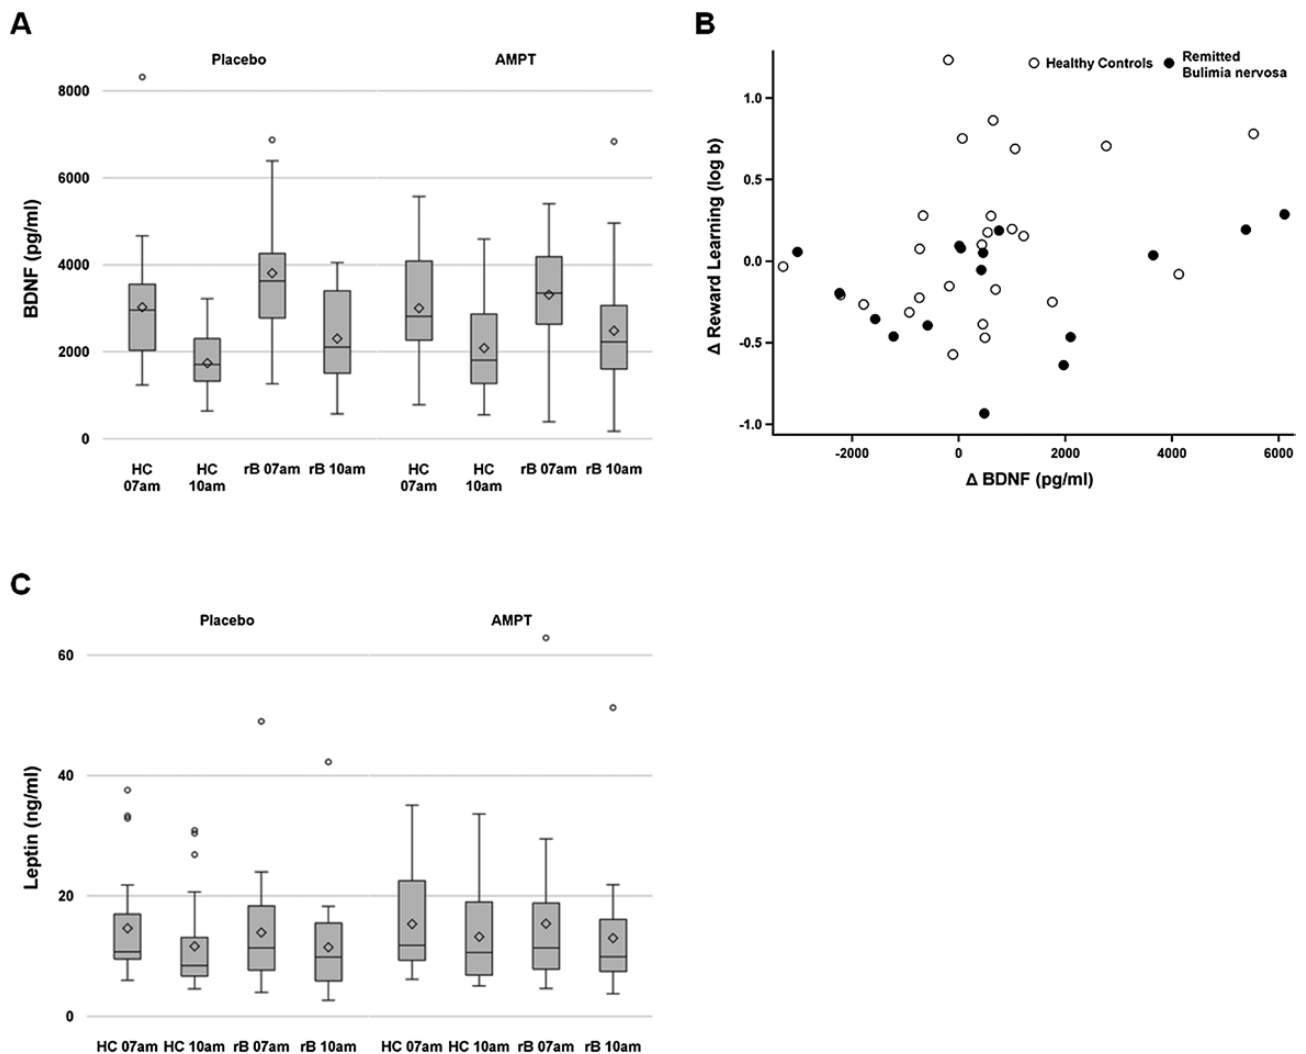 A
Placebo
AMPT
BDNF (pg/ml)
8000
6000
4000
2000
0
HC
07am
HC
10am
rB 07am
rB 10am
HC
07am
HC
10am
rB 07am
rB 10am
B
Healthy Controls
Remitted
Bulimia nervosa
Δ Reward Learning (log b)
1.0
0.5
0.0
-0.5
-1.0
-2000
0
2000
4000
6000
Δ BDNF (pg/ml)
C
Placebo
AMPT
Leptin (ng/ml)
60
40
20
0
HC 07am
HC 10am
rB 07am
rB 10am
HC 07am
HC 10am
rB 07am
rB 10am